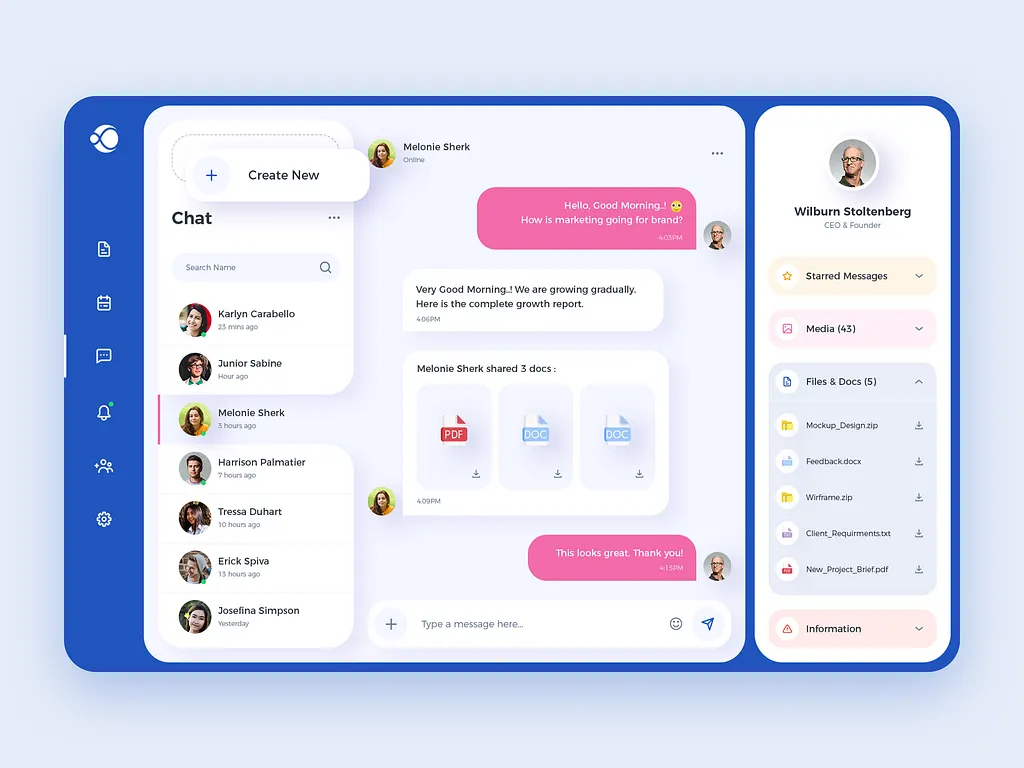 Create New
Chat
Search Name
Karlyn Carabello
23 mins ago
Junior Sabine
Hour ago
Melonie Sherk
3 hours ago
Harrison Palmatier
7 hours ago
Tressa Duhart
10 hours ago
Erick Spiva
13 hours ago
Josefina Simpson
Yesterday
Melonie Sherk
Online
Hello, Good Morning..!
How is marketing going for brand?
4:03PM
Very Good Morning..! We are growing gradually.
Here is the complete growth report.
4:06PM
Melonie Sherk shared 3 docs :
PDF
DOC
DOC
4:09PM
This looks great. Thank you!
4:15PM
Type a message here...
Wilburn Stoltenberg
CEO & Founder
Starred Messages
Media (43)
Files & Docs (5)
Mockup_Design.zip
Feedback.docx
Wirframe.zip
Client_Requirments.txt
New_Project_Brief.pdf
Information